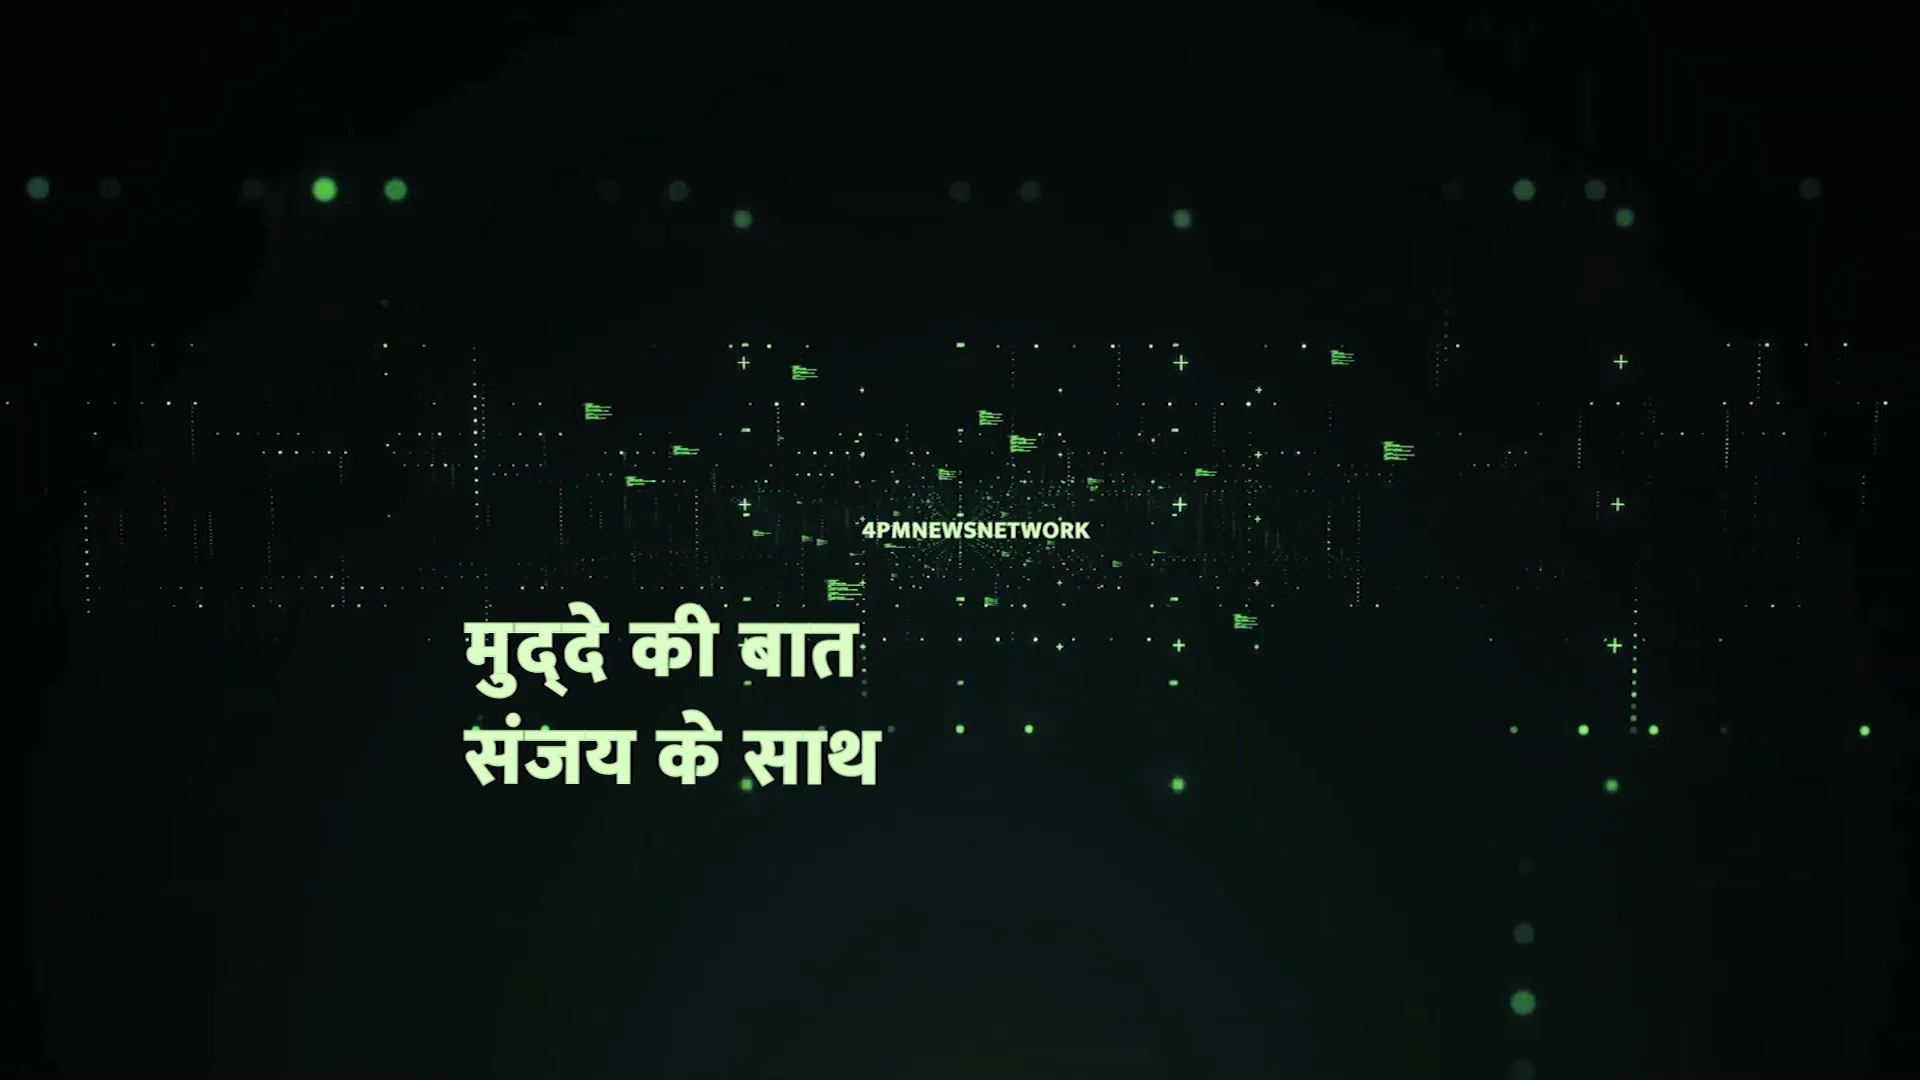 4PMNEWSNETWORK
मुद्‌दे की बात
संजय के साथ